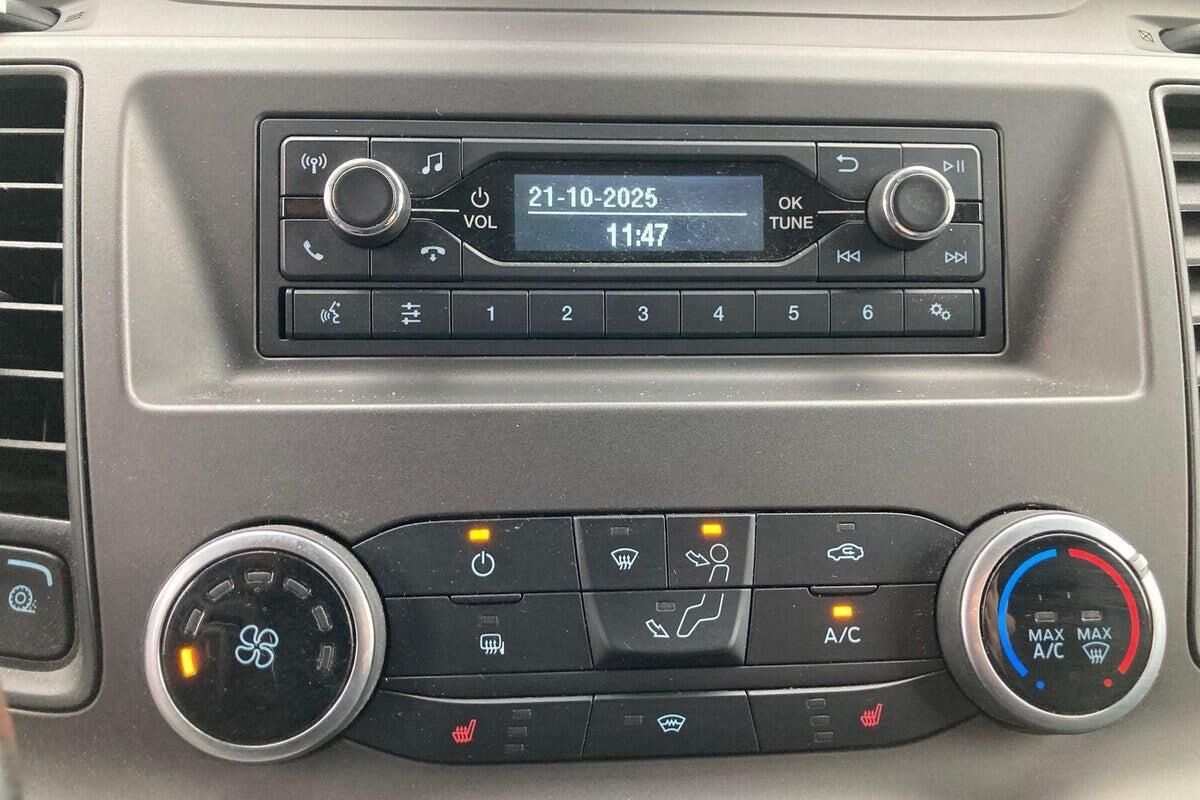 21-10-2025
11:47
VOL
OK
TUNE
1 2 3 4 5 6
A/C
MAX
A/C
MAX